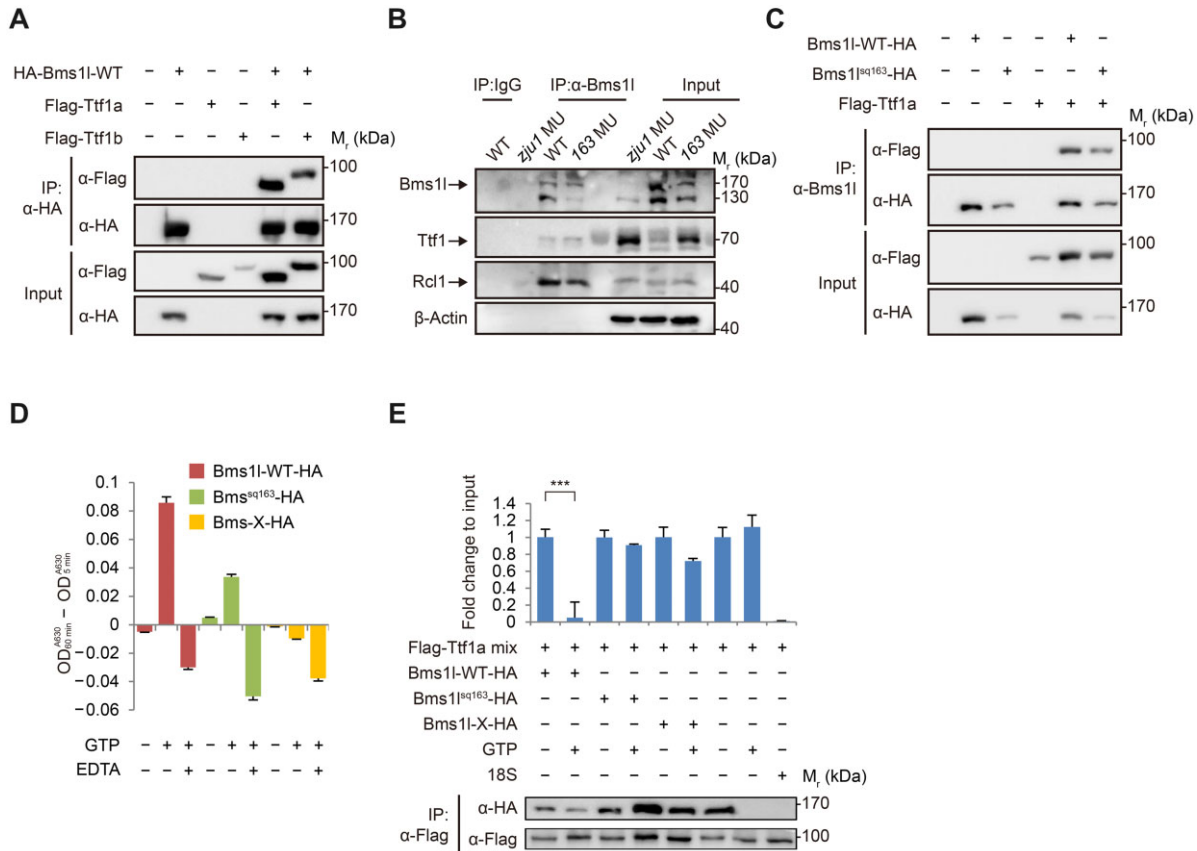 A
HA-Bms1l-WT – + – – + +
Flag-Ttf1a – – + – + –
Flag-Ttf1b – – – + – +
Mr (kDa)
IP: α-HA
α-Flag 100
α-HA 170
Input
α-Flag 100
α-HA 170
B
IP:IgG IP:α-Bms1l Input
WT zju1 MU WT 163 MU zju1 MU WT 163 MU
Mr (kDa)
Bms1l 170
130
Ttf1 70
Rcl1 40
β-Actin 40
C
Bms1l-WT-HA – + – – + –
Bms1lsq163-HA – – + – – +
Flag-Ttf1a – – – + + +
Mr (kDa)
IP: α-Bms1l
α-Flag 100
α-HA 170
Input
α-Flag 100
α-HA 170
D
Bms1l-WT-HA
Bmssq163-HA
Bms-X-HA
OD A630 60 min – OD A630 5 min
0.1
0.08
0.06
0.04
0.02
0
-0.02
-0.04
-0.06
GTP – + + – + + – + +
EDTA – – + – – + – – +
E
***
Fold change to input
1.4
1.2
1
0.8
0.6
0.4
0.2
0
Flag-Ttf1a mix + + + + + + + + +
Bms1l-WT-HA + + – – – – – – –
Bms1lsq163-HA – – + + – – – – –
Bms1l-X-HA – – – – + + – – –
GTP – + – + – + – + –
18S – – – – – – – – +
Mr (kDa)
IP: α-Flag
α-HA 170
α-Flag 100